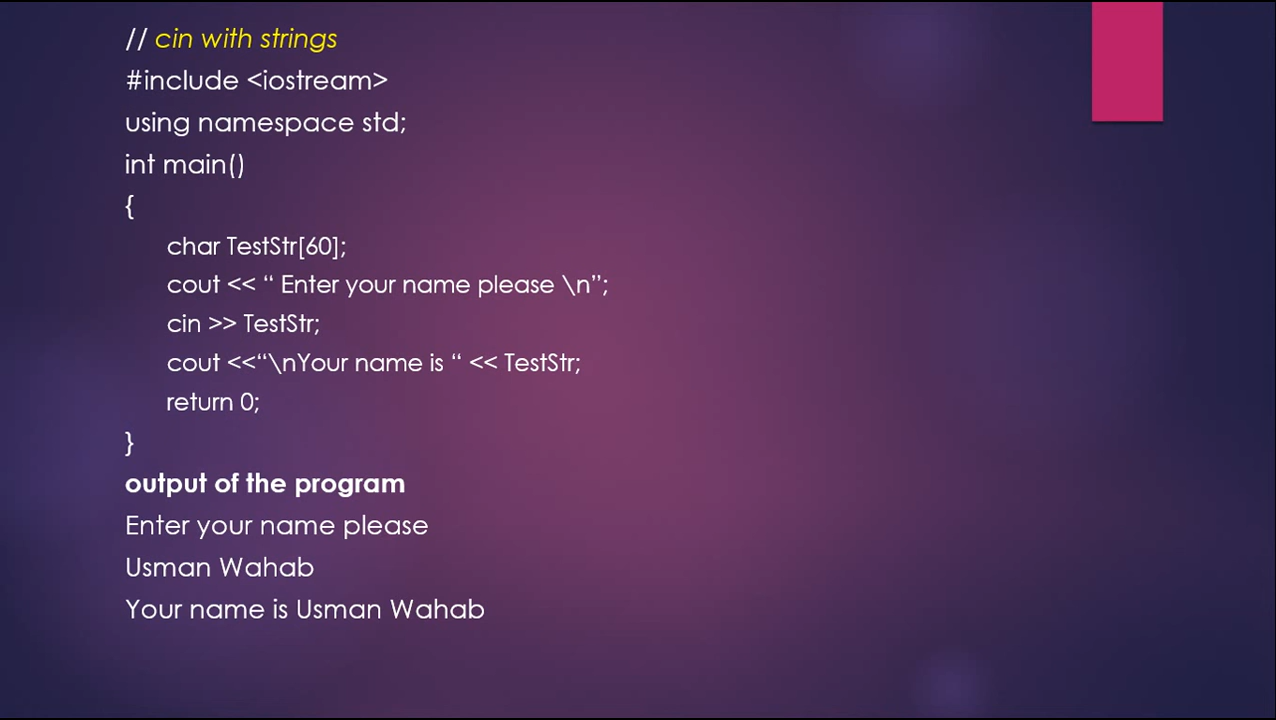 // cin with strings
#include <iostream>
using namespace std;
int main()
{
char TestStr[60];
cout << “ Enter your name please \n”;
cin >> TestStr;
cout <<“\nYour name is “ << TestStr;
return 0;
}
output of the program
Enter your name please
Usman Wahab
Your name is Usman Wahab